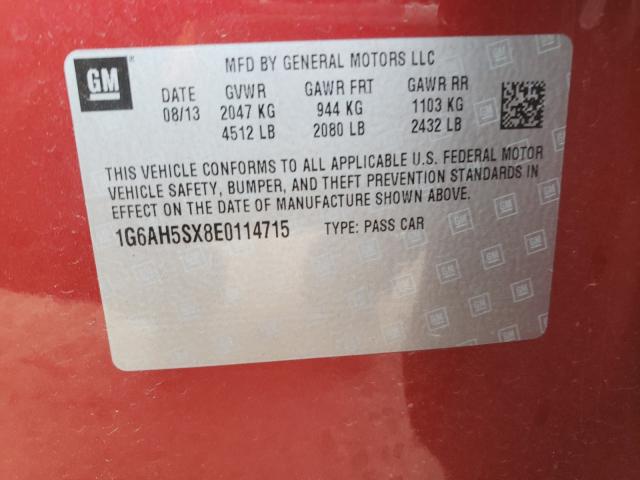 GM
MFD BY GENERAL MOTORS LLC
DATE GVWR GAWR FRT GAWR RR
08/13 2047 KG 944 KG 1103 KG
4512 LB 2080 LB 2432 LB
THIS VEHICLE CONFORMS TO ALL APPLICABLE U.S. FEDERAL MOTOR
VEHICLE SAFETY, BUMPER, AND THEFT PREVENTION STANDARDS IN
EFFECT ON THE DATE OF MANUFACTURE SHOWN ABOVE.
1G6AH5SX8E0114715 TYPE: PASS CAR